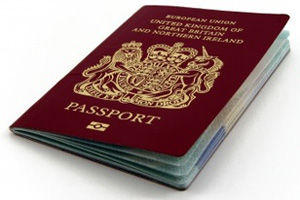 EUROPEAN UNION
UNITED KINGDOM OF
GREAT BRITAIN
AND NORTHERN IRELAND
PASSPORT